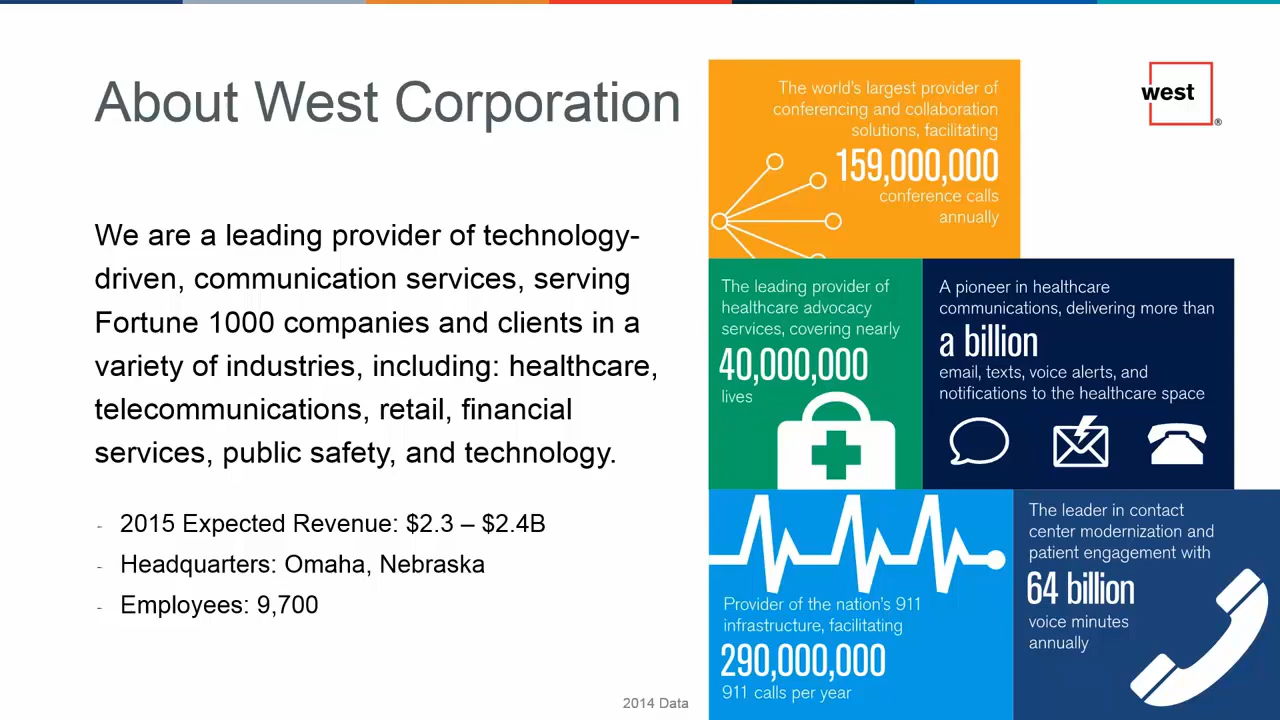 About West Corporation
We are a leading provider of technology-
driven, communication services, serving
Fortune 1000 companies and clients in a
variety of industries, including: healthcare,
telecommunications, retail, financial
services, public safety, and technology.
- 2015 Expected Revenue: $2.3 – $2.4B
- Headquarters: Omaha, Nebraska
- Employees: 9,700
The world's largest provider of
conferencing and collaboration
solutions, facilitating
159,000,000
conference calls
annually
west®
The leading provider of
healthcare advocacy
services, covering nearly
40,000,000
lives
A pioneer in healthcare
communications, delivering more than
a billion
email, texts, voice alerts, and
notifications to the healthcare space
Provider of the nation's 911
infrastructure, facilitating
290,000,000
911 calls per year
The leader in contact
center modernization and
patient engagement with
64 billion
voice minutes
annually
2014 Data